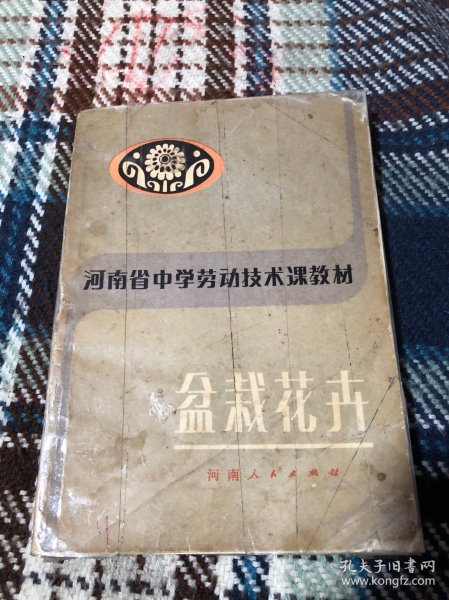 河南省中学劳动技术课教材
盆栽花卉
河南人民出版社
孔夫子旧书网
www.kongfz.com